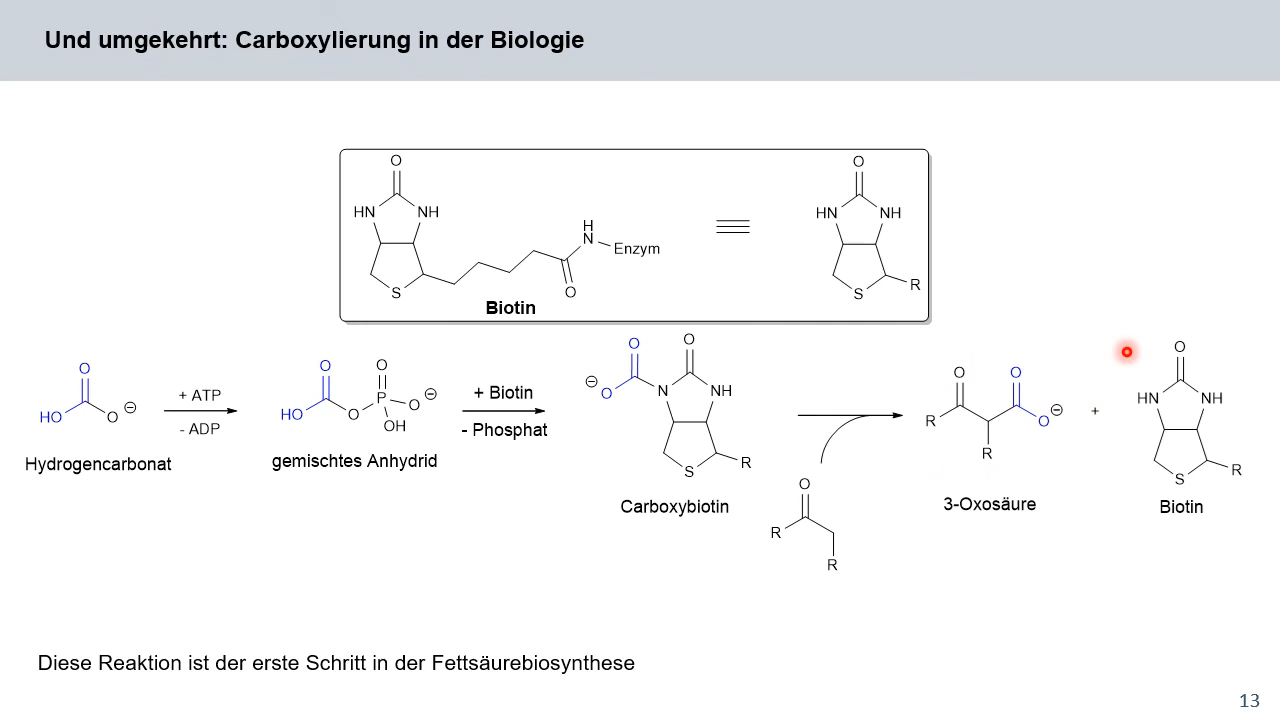 Und umgekehrt: Carboxylierung in der Biologie
O
HN
NH
S
H
N
Enzym
O
Biotin
O
HN
NH
S
R
O
HO
O
⊖
Hydrogencarbonat
+ ATP
- ADP
O
HO
O
O
P
O
⊖
OH
gemischtes Anhydrid
+ Biotin
- Phosphat
O
⊖
O
O
N
NH
S
R
Carboxybiotin
O
R
R
O
O
R
O
⊖
R
3-Oxosäure
+
O
HN
NH
S
R
Biotin
Diese Reaktion ist der erste Schritt in der Fettsäurebiosynthese
13